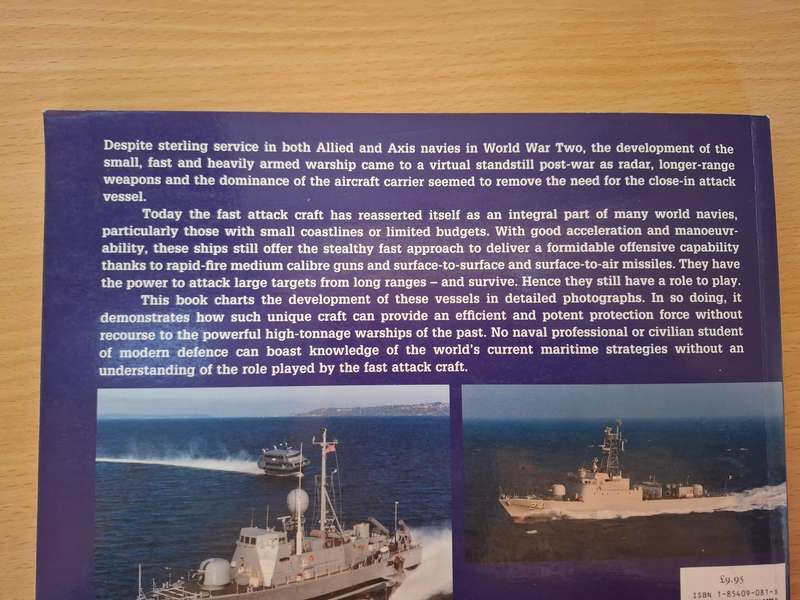 Despite sterling service in both Allied and Axis navies in World War Two, the development of the
small, fast and heavily armed warship came to a virtual standstill post-war as radar, longer-range
weapons and the dominance of the aircraft carrier seemed to remove the need for the close-in attack
vessel.
Today the fast attack craft has reasserted itself as an integral part of many world navies,
particularly those with small coastlines or limited budgets. With good acceleration and manoeuvr-
ability, these ships still offer the stealthy fast approach to deliver a formidable offensive capability
thanks to rapid-fire medium calibre guns and surface-to-surface and surface-to-air missiles. They have
the power to attack large targets from long ranges – and survive. Hence they still have a role to play.
This book charts the development of these vessels in detailed photographs. In so doing, it
demonstrates how such unique craft can provide an efficient and potent protection force without
recourse to the powerful high-tonnage warships of the past. No naval professional or civilian student
of modern defence can boast knowledge of the world's current maritime strategies without an
understanding of the role played by the fast attack craft.
£9.95
ISBN 1-85409-081-X